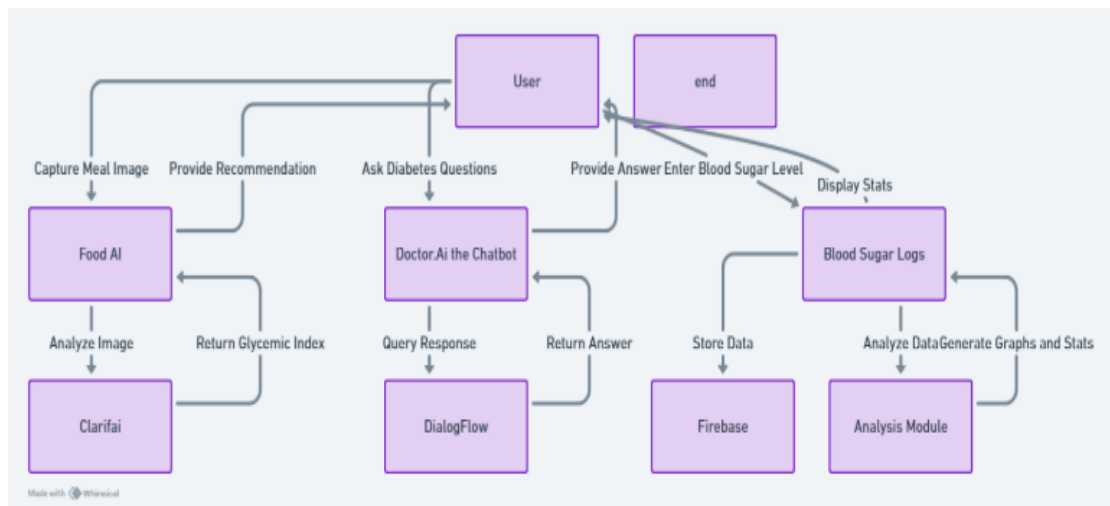 User
end
Capture Meal Image
Provide Recommendation
Ask Diabetes Questions
Provide Answer
Enter Blood Sugar Level
Display Stats
Food AI
Doctor.Ai the Chatbot
Blood Sugar Logs
Analyze Image
Return Glycemic Index
Query Response
Return Answer
Store Data
Analyze Data
Generate Graphs and Stats
Clarifai
DialogFlow
Firebase
Analysis Module
Made with Whimsical